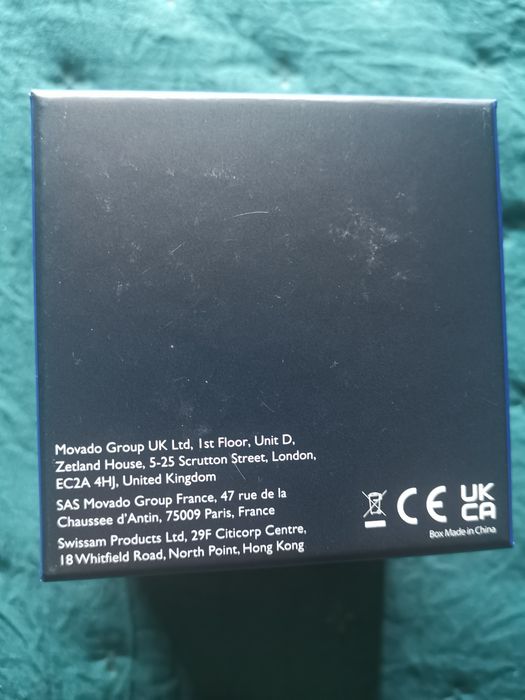 Movado Group UK Ltd, 1st Floor, Unit D,
Zetland House, 5-25 Scrutton Street, London,
EC2A 4HJ, United Kingdom
SAS Movado Group France, 47 rue de la
Chaussee d'Antin, 75009 Paris, France
Swissam Products Ltd, 29F Citicorp Centre,
18 Whitfield Road, North Point, Hong Kong
CE
UK
CA
Box Made in China